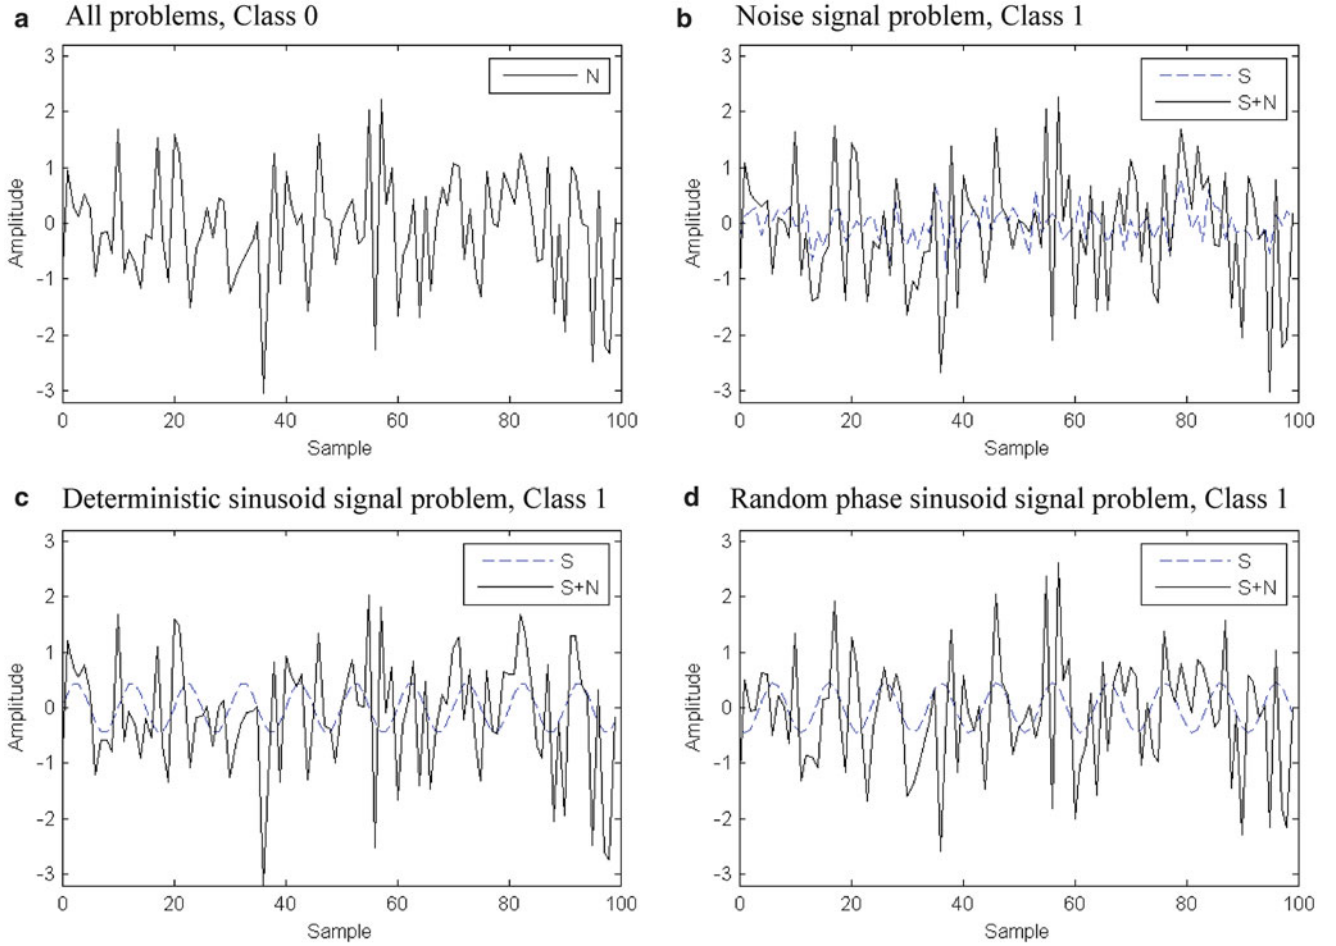 a All problems, Class 0
N
3
2
1
0
-1
-2
-3
Amplitude
0 20 40 60 80 100
Sample
b Noise signal problem, Class 1
S
S+N
3
2
1
0
-1
-2
-3
Amplitude
0 20 40 60 80 100
Sample
c Deterministic sinusoid signal problem, Class 1
S
S+N
3
2
1
0
-1
-2
-3
Amplitude
0 20 40 60 80 100
Sample
d Random phase sinusoid signal problem, Class 1
S
S+N
3
2
1
0
-1
-2
-3
Amplitude
0 20 40 60 80 100
Sample